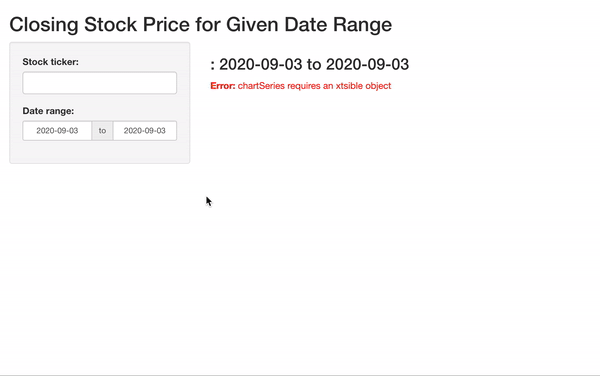 Closing Stock Price for Given Date Range
Stock ticker:
Date range:
2020-09-03 to 2020-09-03
: 2020-09-03 to 2020-09-03
Error: chartSeries requires an xtsible object